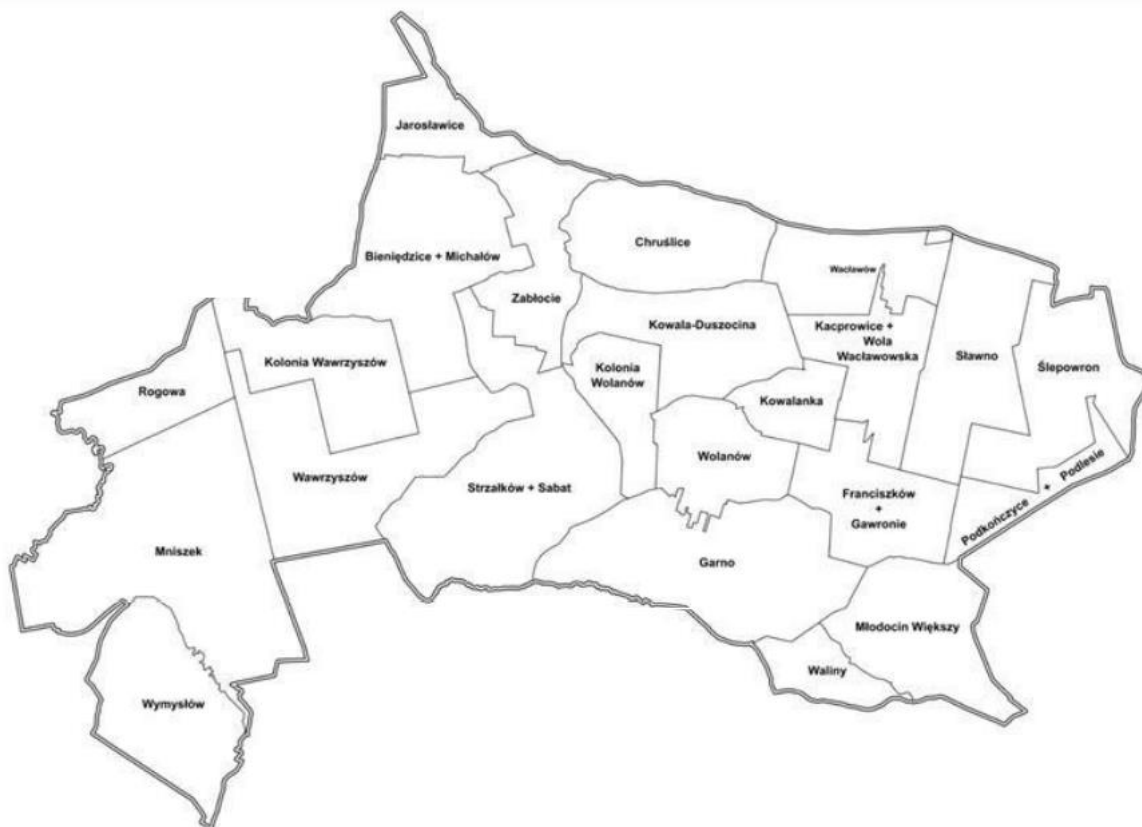 Jarosławice
Chruślice
Bieniędzice + Michałów
Wacławów
Zabłocie
Kowala-Duszocina
Kacprowice +
Wola
Wacławowska
Kolonia Wawrzyszów
Kolonia
Wolanów
Sławno
Ślepowron
Rogowa
Kowalanka
Wolanów
Wawrzyszów
Strzałków + Sabat
Franciszków
+
Gawronie
Podkończyce + Podlesie
Mniszek
Garno
Młodocin Większy
Waliny
Wymysłów